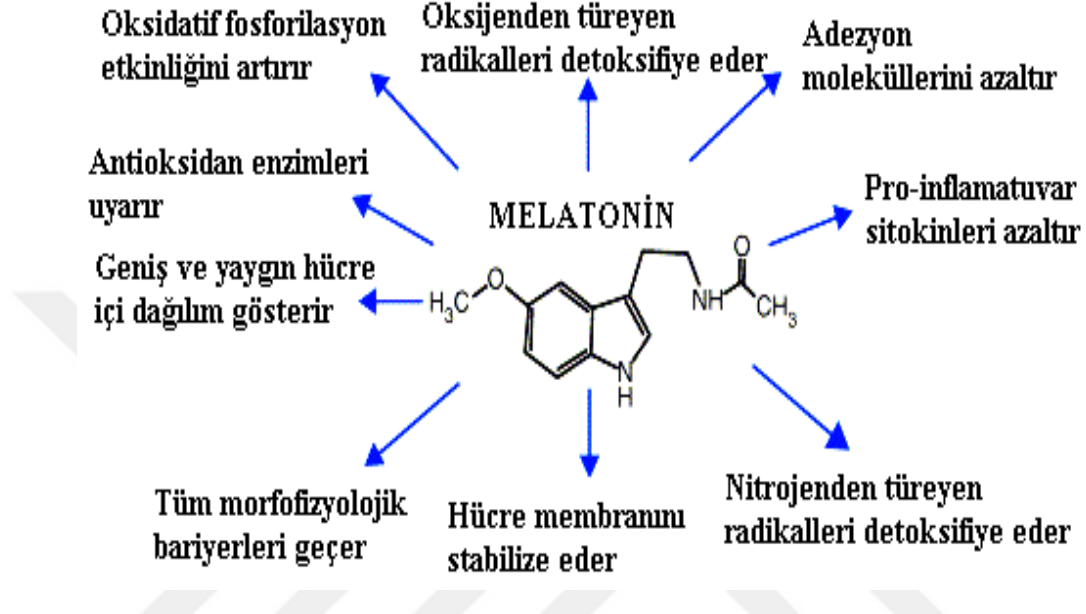 Oksidatif fosforilasyon
etkinliğini artırır
Oksijenden türeyen
radikalleri detoksifiye eder
Adezyon
moleküllerini azaltır
Antioksidan enzimleri
uyarır
MELATONİN
Pro-inflamatuvar
sitokinleri azaltır
Geniş ve yaygın hücre
içi dağılım gösterir
H3C
O
O
NH
CH3
N
H
Tüm morfofizyolojik
bariyerleri geçer
Hücre membranını
stabilize eder
Nitrojenden türeyen
radikalleri detoksifiye eder